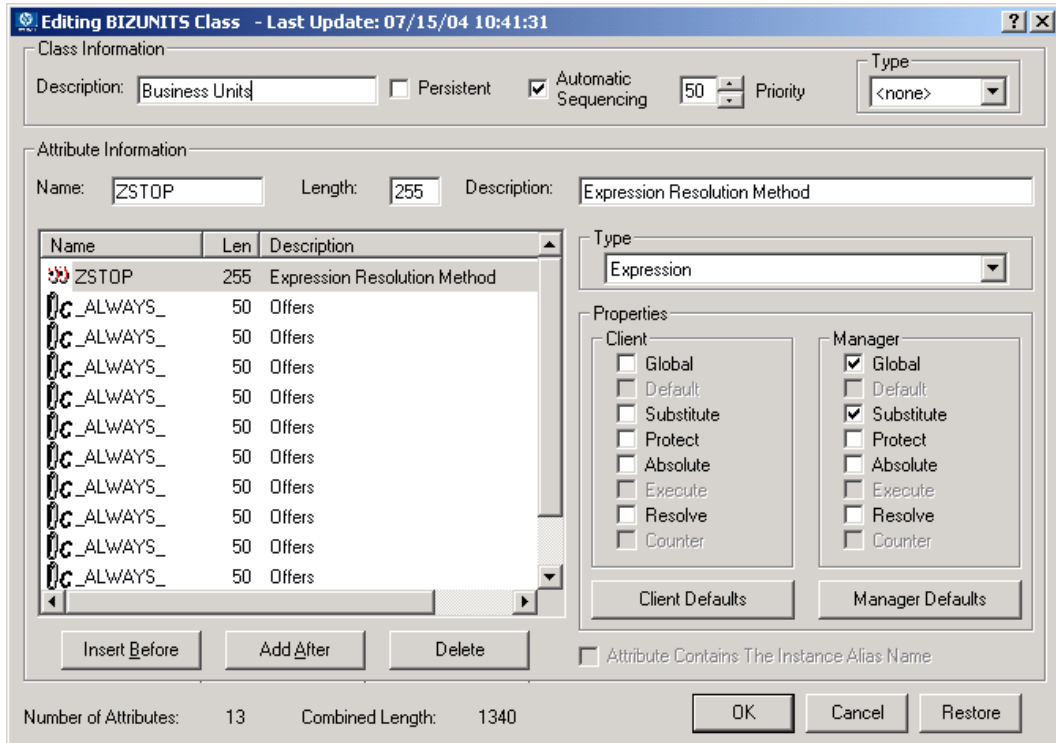 Editing BIZUNITS Class - Last Update: 07/15/04 10:41:31
Class Information
Description: Business Units
Persistent
Automatic Sequencing
50 Priority
Type
<none>
Attribute Information
Name: ZSTOP Length: 255 Description: Expression Resolution Method
Name Len Description
ZSTOP 255 Expression Resolution Method
_ALWAYS_ 50 Offers
_ALWAYS_ 50 Offers
_ALWAYS_ 50 Offers
_ALWAYS_ 50 Offers
_ALWAYS_ 50 Offers
_ALWAYS_ 50 Offers
_ALWAYS_ 50 Offers
_ALWAYS_ 50 Offers
_ALWAYS_ 50 Offers
_ALWAYS_ 50 Offers
Type
Expression
Properties
Client
Global
Default
Substitute
Protect
Absolute
Execute
Resolve
Counter
Client Defaults
Manager
Global
Default
Substitute
Protect
Absolute
Execute
Resolve
Counter
Manager Defaults
Insert Before Add After Delete
Attribute Contains The Instance Alias Name
Number of Attributes: 13 Combined Length: 1340
OK Cancel Restore